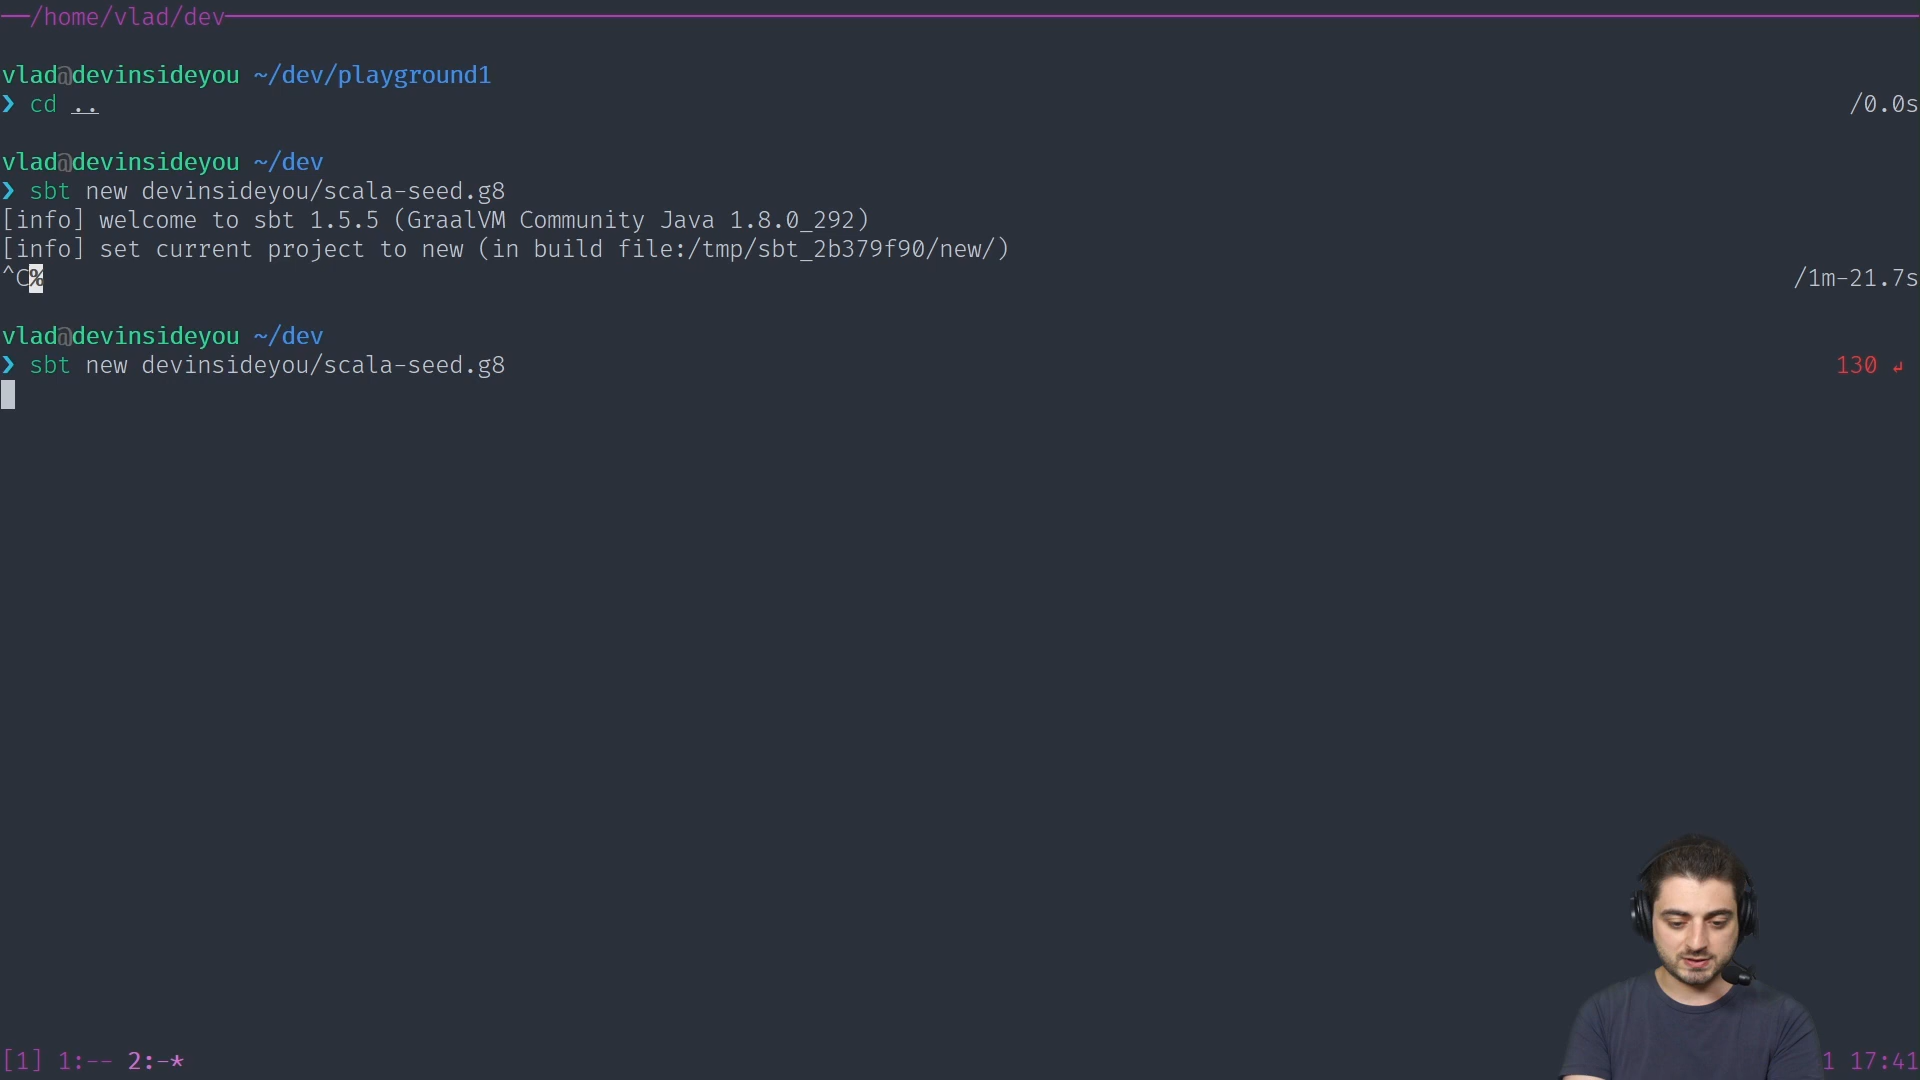 /home/vlad/dev
vlad@devinsideyou ~/dev/playground1
❯ cd .. /0.0s
vlad@devinsideyou ~/dev
❯ sbt new devinsideyou/scala-seed.g8
[info] welcome to sbt 1.5.5 (GraalVM Community Java 1.8.0_292)
[info] set current project to new (in build file:/tmp/sbt_2b379f90/new/)
^C% /1m-21.7s
vlad@devinsideyou ~/dev
❯ sbt new devinsideyou/scala-seed.g8 130 ↵
[1] 1:-- 2:-* 1 17:41